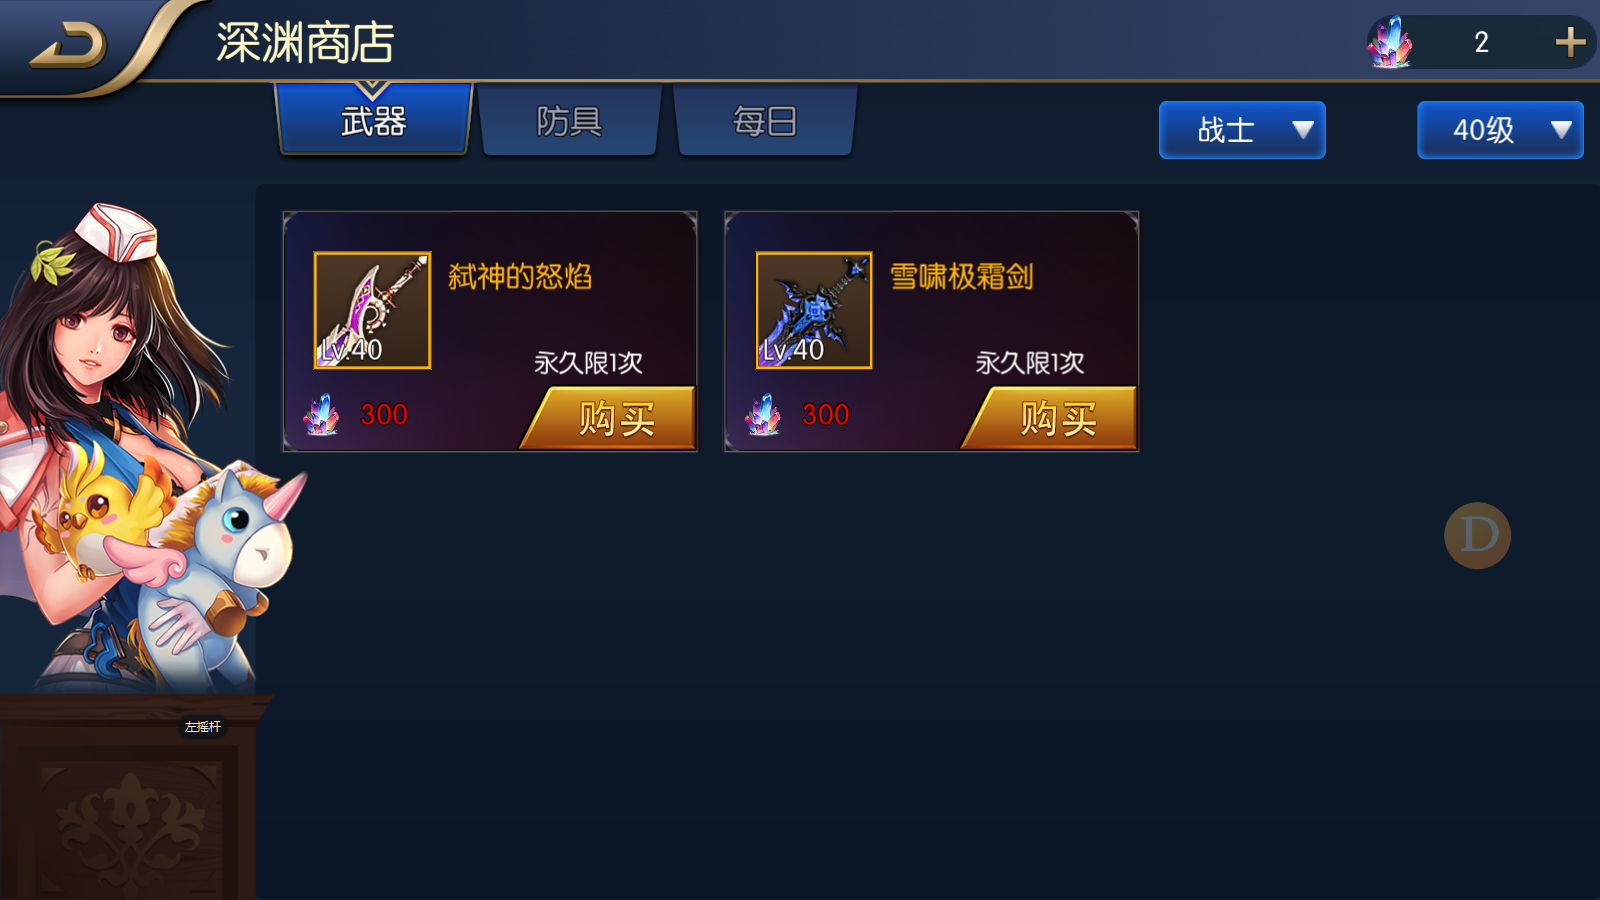 深渊商店
2
武器
防具
每日
战士
40级
弑神的怒焰
Lv.40
永久限1次
300
购买
雪啸极霜剑
Lv.40
永久限1次
300
购买
D
左摇杆